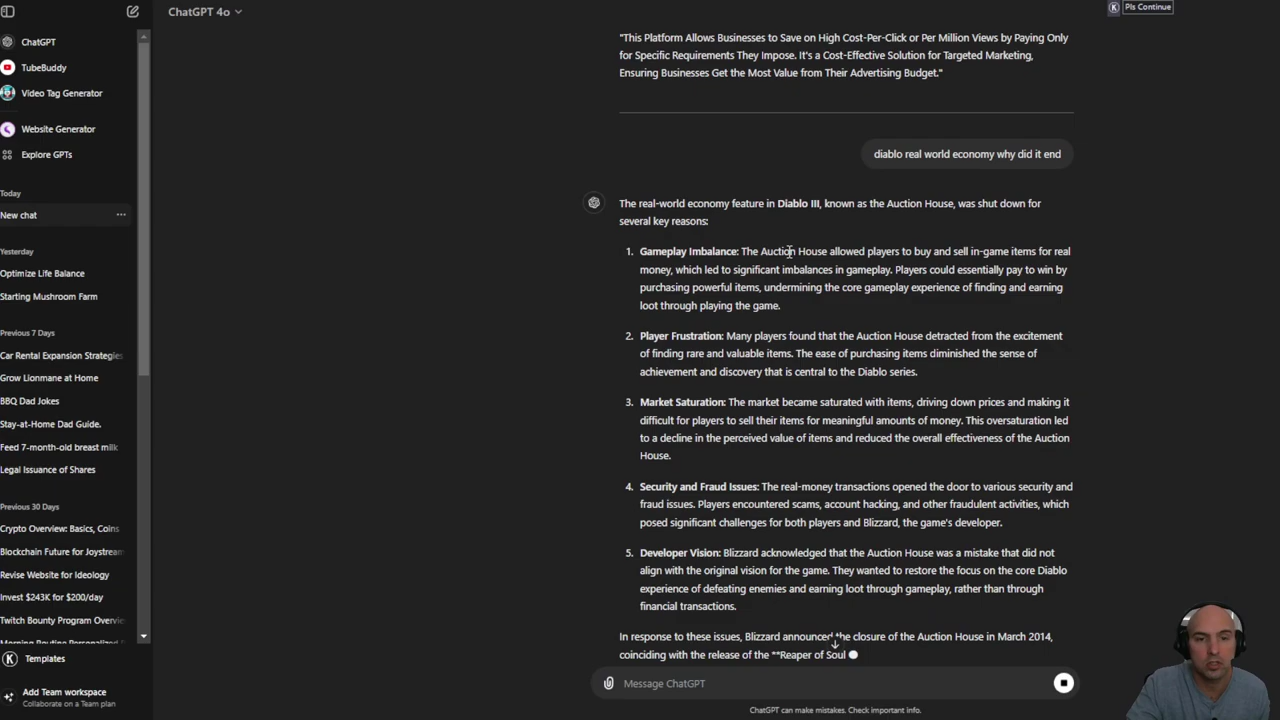 ChatGPT 4o
K Pls Continue
ChatGPT
TubeBuddy
Video Tag Generator
Website Generator
Explore GPTs
Today
New chat
Yesterday
Optimize Life Balance
Starting Mushroom Farm
Previous 7 Days
Car Rental Expansion Strategies
Grow Lionmane at Home
BBQ Dad Jokes
Stay-at-Home Dad Guide.
Feed 7-month-old breast milk
Legal Issuance of Shares
Previous 30 Days
Crypto Overview: Basics, Coins
Blockchain Future for Joystream
Revise Website for Ideology
Invest $243K for $200/day
Twitch Bounty Program Overvie
K Templates
Add Team workspace
Collaborate on a Team plan
"This Platform Allows Businesses to Save on High Cost-Per-Click or Per Million Views by Paying Only
for Specific Requirements They Impose. It's a Cost-Effective Solution for Targeted Marketing,
Ensuring Businesses Get the Most Value from Their Advertising Budget."
diablo real world economy why did it end
The real-world economy feature in Diablo III, known as the Auction House, was shut down for
several key reasons:
1. Gameplay Imbalance: The Auction House allowed players to buy and sell in-game items for real
money, which led to significant imbalances in gameplay. Players could essentially pay to win by
purchasing powerful items, undermining the core gameplay experience of finding and earning
loot through playing the game.
2. Player Frustration: Many players found that the Auction House detracted from the excitement
of finding rare and valuable items. The ease of purchasing items diminished the sense of
achievement and discovery that is central to the Diablo series.
3. Market Saturation: The market became saturated with items, driving down prices and making it
difficult for players to sell their items for meaningful amounts of money. This oversaturation led
to a decline in the perceived value of items and reduced the overall effectiveness of the Auction
House.
4. Security and Fraud Issues: The real-money transactions opened the door to various security and
fraud issues. Players encountered scams, account hacking, and other fraudulent activities, which
posed significant challenges for both players and Blizzard, the game's developer.
5. Developer Vision: Blizzard acknowledged that the Auction House was a mistake that did not
align with the original vision for the game. They wanted to restore the focus on the core Diablo
experience of defeating enemies and earning loot through gameplay, rather than through
financial transactions.
In response to these issues, Blizzard announced the closure of the Auction House in March 2014,
coinciding with the release of the **Reaper of Soul
Message ChatGPT
ChatGPT can make mistakes. Check important info.